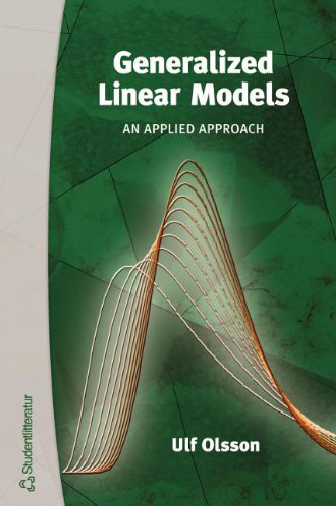 Generalized
Linear Models
AN APPLIED APPROACH
Ulf Olsson
Studentlitteratur